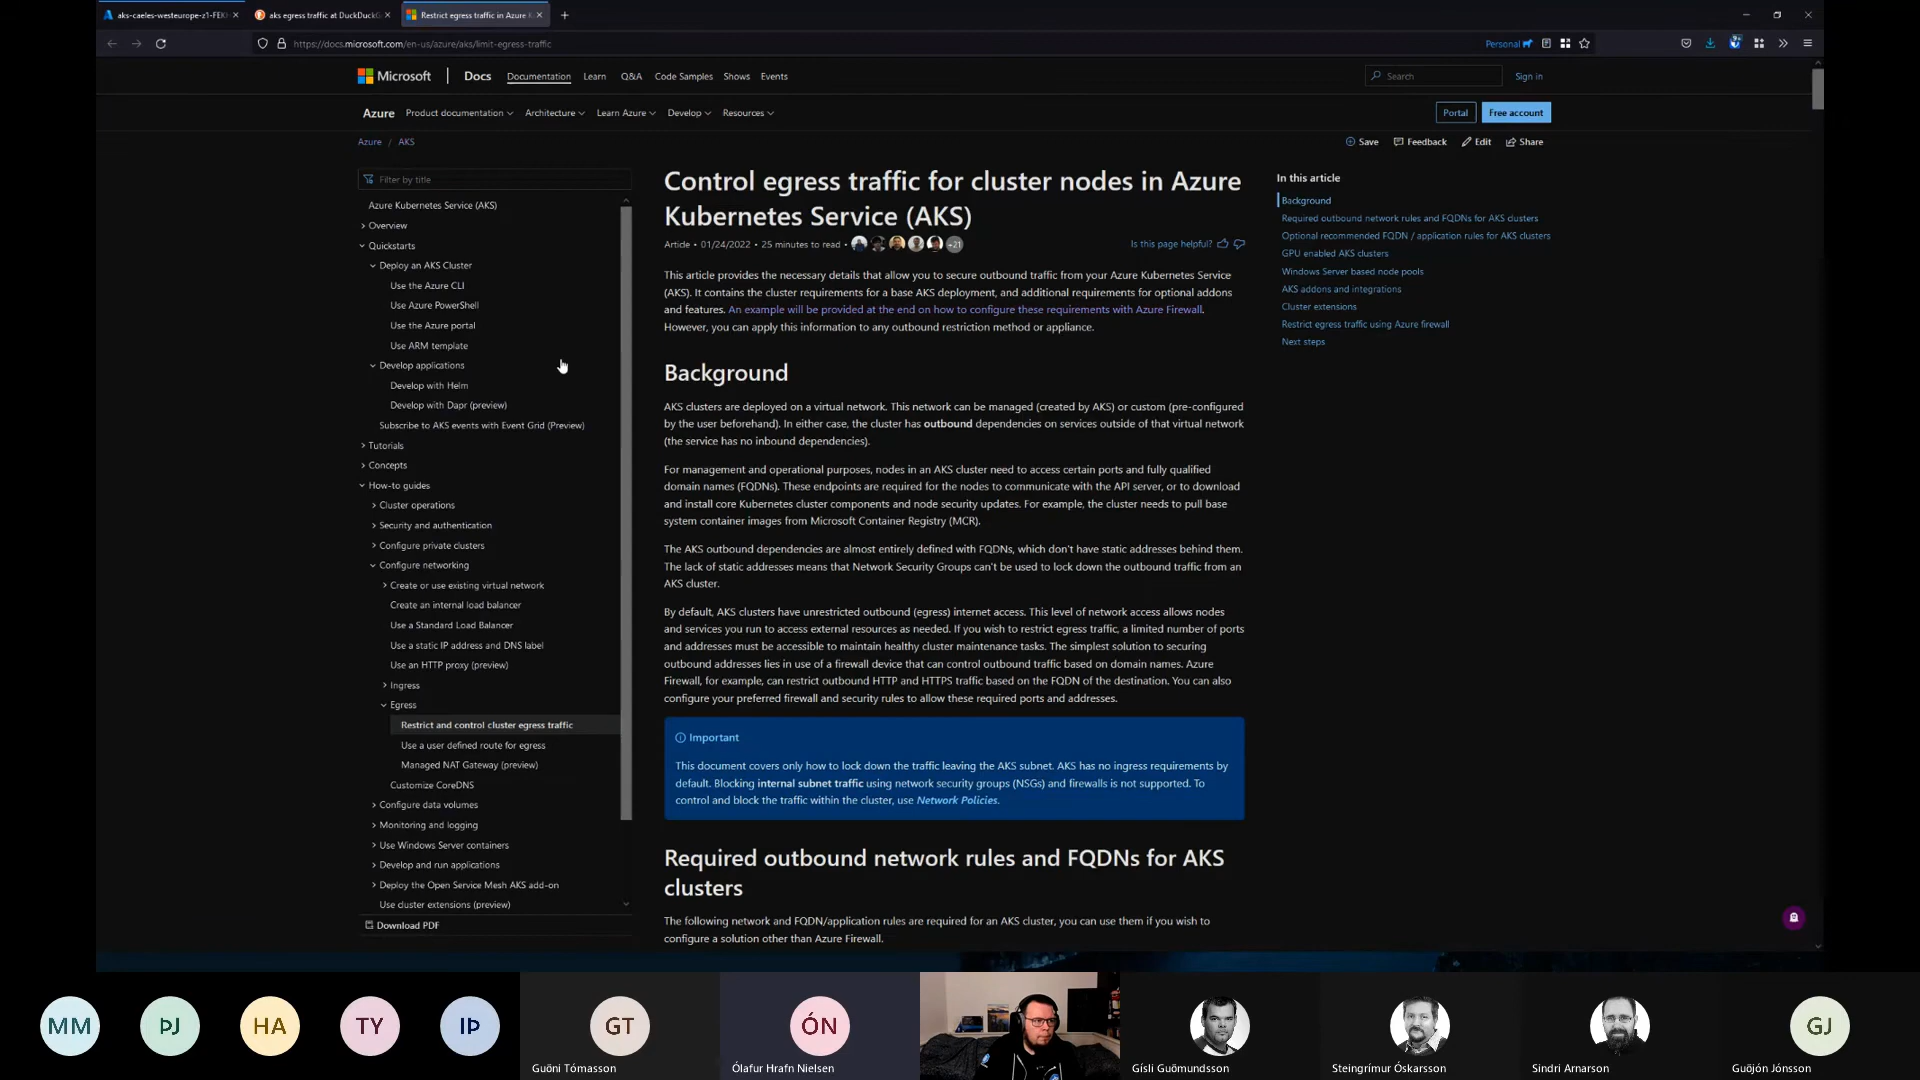 aks-caeles-westeurope-z1-FEKK
aks egress traffic at DuckDuckG
Restrict egress traffic in Azure K
https://docs.microsoft.com/en-us/azure/aks/limit-egress-traffic
Personal
Microsoft
Docs
Documentation
Learn
Q&A
Code Samples
Shows
Events
Search
Sign in
Azure
Product documentation
Architecture
Learn Azure
Develop
Resources
Portal
Free account
Azure / AKS
Save
Feedback
Edit
Share
Filter by title
Azure Kubernetes Service (AKS)
Overview
Quickstarts
Deploy an AKS Cluster
Use the Azure CLI
Use Azure PowerShell
Use the Azure portal
Use ARM template
Develop applications
Develop with Helm
Develop with Dapr (preview)
Subscribe to AKS events with Event Grid (Preview)
Tutorials
Concepts
How-to guides
Cluster operations
Security and authentication
Configure private clusters
Configure networking
Create or use existing virtual network
Create an internal load balancer
Use a Standard Load Balancer
Use a static IP address and DNS label
Use an HTTP proxy (preview)
Ingress
Egress
Restrict and control cluster egress traffic
Use a user defined route for egress
Managed NAT Gateway (preview)
Customize CoreDNS
Configure data volumes
Monitoring and logging
Use Windows Server containers
Develop and run applications
Deploy the Open Service Mesh AKS add-on
Use cluster extensions (preview)
Download PDF
Control egress traffic for cluster nodes in Azure
Kubernetes Service (AKS)
Article • 01/24/2022 • 25 minutes to read •
+21
Is this page helpful?
This article provides the necessary details that allow you to secure outbound traffic from your Azure Kubernetes Service
(AKS). It contains the cluster requirements for a base AKS deployment, and additional requirements for optional addons
and features. An example will be provided at the end on how to configure these requirements with Azure Firewall.
However, you can apply this information to any outbound restriction method or appliance.
Background
AKS clusters are deployed on a virtual network. This network can be managed (created by AKS) or custom (pre-configured
by the user beforehand). In either case, the cluster has outbound dependencies on services outside of that virtual network
(the service has no inbound dependencies).
For management and operational purposes, nodes in an AKS cluster need to access certain ports and fully qualified
domain names (FQDNs). These endpoints are required for the nodes to communicate with the API server, or to download
and install core Kubernetes cluster components and node security updates. For example, the cluster needs to pull base
system container images from Microsoft Container Registry (MCR).
The AKS outbound dependencies are almost entirely defined with FQDNs, which don't have static addresses behind them.
The lack of static addresses means that Network Security Groups can't be used to lock down the outbound traffic from an
AKS cluster.
By default, AKS clusters have unrestricted outbound (egress) internet access. This level of network access allows nodes
and services you run to access external resources as needed. If you wish to restrict egress traffic, a limited number of ports
and addresses must be accessible to maintain healthy cluster maintenance tasks. The simplest solution to securing
outbound addresses lies in use of a firewall device that can control outbound traffic based on domain names. Azure
Firewall, for example, can restrict outbound HTTP and HTTPS traffic based on the FQDN of the destination. You can also
configure your preferred firewall and security rules to allow these required ports and addresses.
Important
This document covers only how to lock down the traffic leaving the AKS subnet. AKS has no ingress requirements by
default. Blocking internal subnet traffic using network security groups (NSGs) and firewalls is not supported. To
control and block the traffic within the cluster, use Network Policies.
Required outbound network rules and FQDNs for AKS
clusters
The following network and FQDN/application rules are required for an AKS cluster, you can use them if you wish to
configure a solution other than Azure Firewall.
In this article
Background
Required outbound network rules and FQDNs for AKS clusters
Optional recommended FQDN / application rules for AKS clusters
GPU enabled AKS clusters
Windows Server based node pools
AKS addons and integrations
Cluster extensions
Restrict egress traffic using Azure firewall
Next steps
MM
ÞJ
HA
TY
IÞ
GT
Guðni Tómasson
ÓN
Ólafur Hrafn Nielsen
Gísli Guðmundsson
Steingrímur Óskarsson
Sindri Arnarson
GJ
Guðjón Jónsson